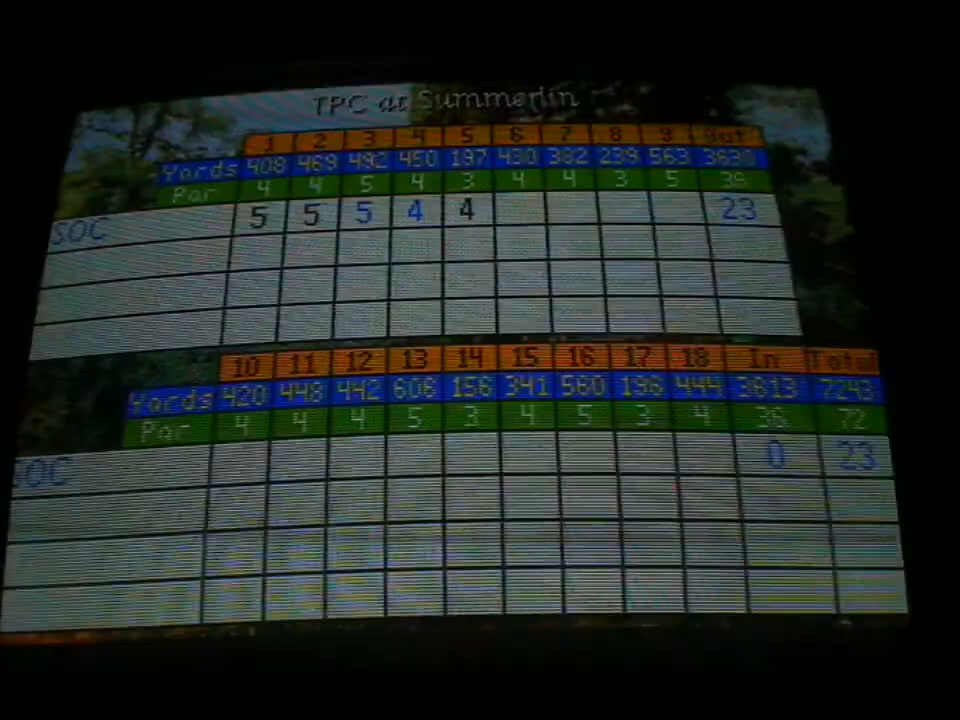 TPC at Summerlin
1 2 3 4 5 6 7 8 9 Out
Yards 408 469 492 450 197 430 382 239 563 3630
Par 4 4 5 4 3 4 4 3 5 36
SOC 5 5 5 4 4 23
10 11 12 13 14 15 16 17 18 In Total
Yards 420 448 442 606 156 341 560 196 444 3613 7243
Par 4 4 4 5 3 4 5 3 4 36 72
SOC 0 23